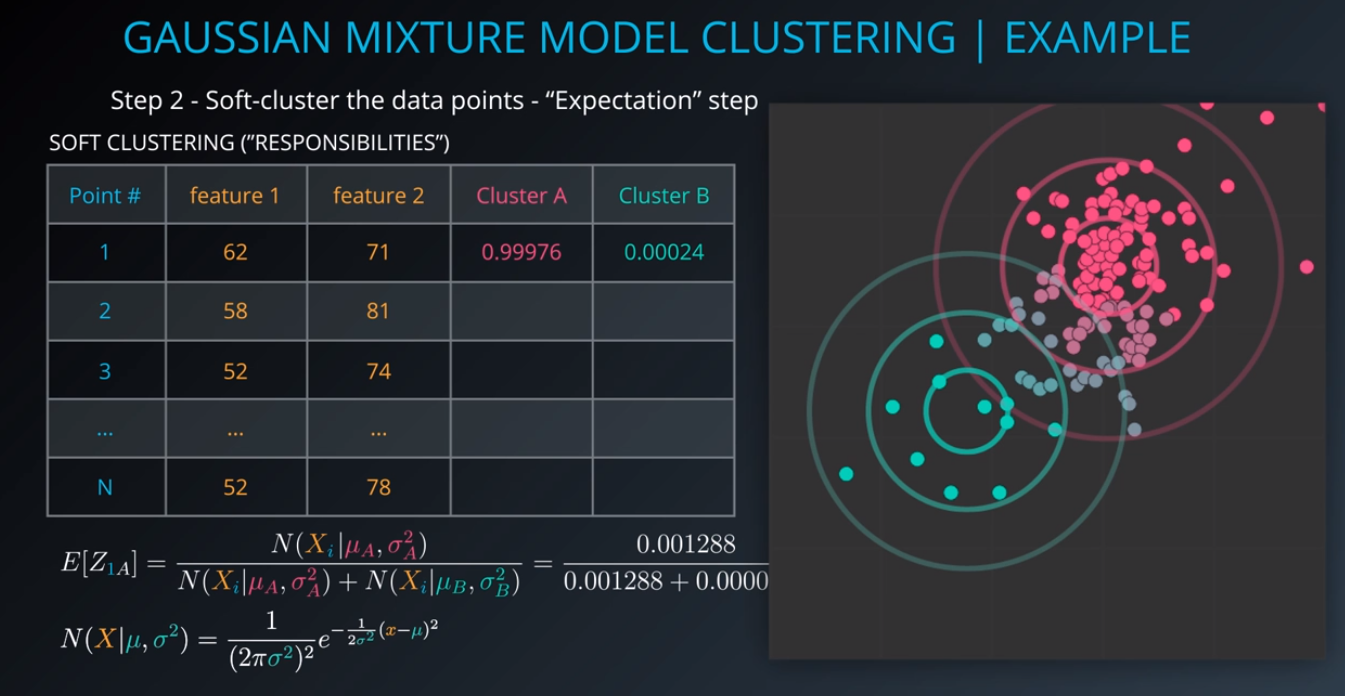 GAUSSIAN MIXTURE MODEL CLUSTERING | EXAMPLE
Step 2 - Soft-cluster the data points - “Expectation” step
SOFT CLUSTERING (”RESPONSIBILITIES”)
Point # feature 1 feature 2 Cluster A Cluster B
1 62 71 0.99976 0.00024
2 58 81
3 52 74
... ... ...
N 52 78
E[Z_{1A}] = \frac{N(X_i|\mu_A, \sigma_A^2)}{N(X_i|\mu_A, \sigma_A^2) + N(X_i|\mu_B, \sigma_B^2)} = \frac{0.001288}{0.001288 + 0.0000
N(X|\mu, \sigma^2) = \frac{1}{(2\pi\sigma^2)^2} e^{-\frac{1}{2\sigma^2}(x-\mu)^2}